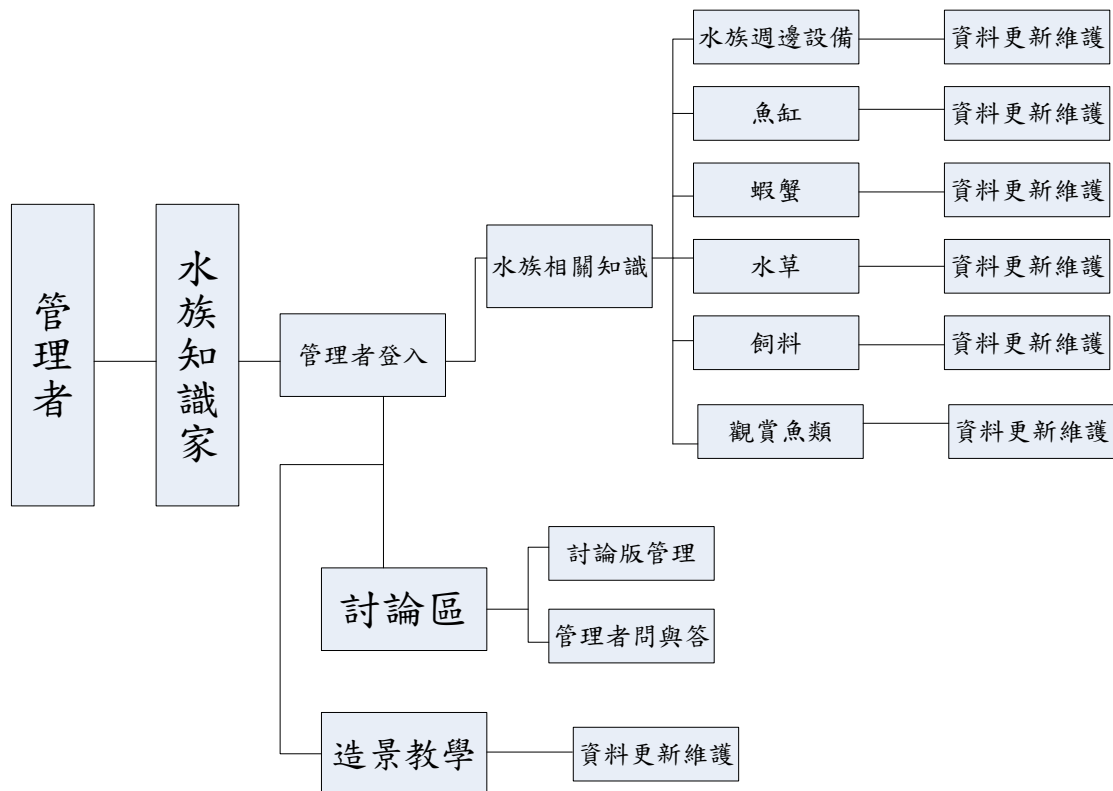 管理者
水族知識家
管理者登入
水族相關知識
水族週邊設備
資料更新維護
魚缸
資料更新維護
蝦蟹
資料更新維護
水草
資料更新維護
飼料
資料更新維護
觀賞魚類
資料更新維護
討論區
討論版管理
管理者問與答
造景教學
資料更新維護